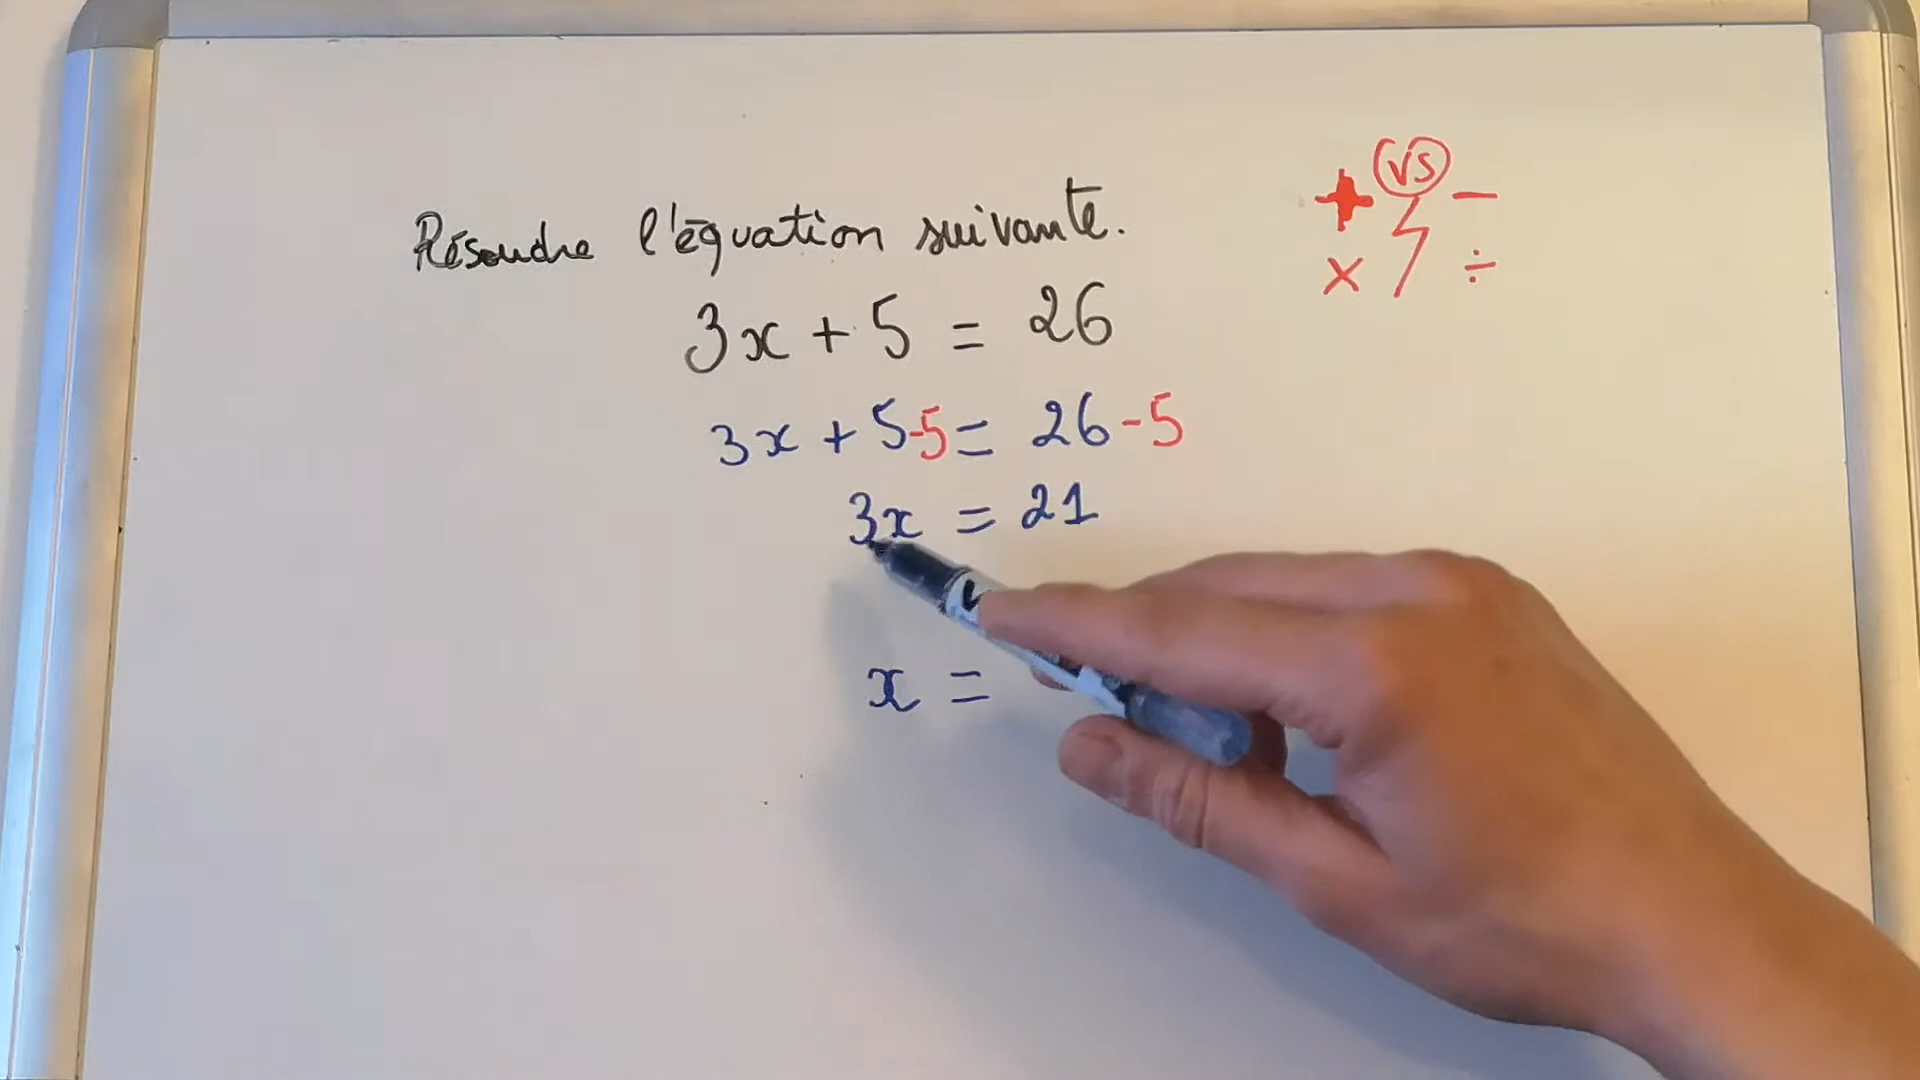 Résoudre l'équation suivante.
+ vs -
× ÷
3x + 5 = 26
3x + 5-5 = 26-5
3x = 21
x =